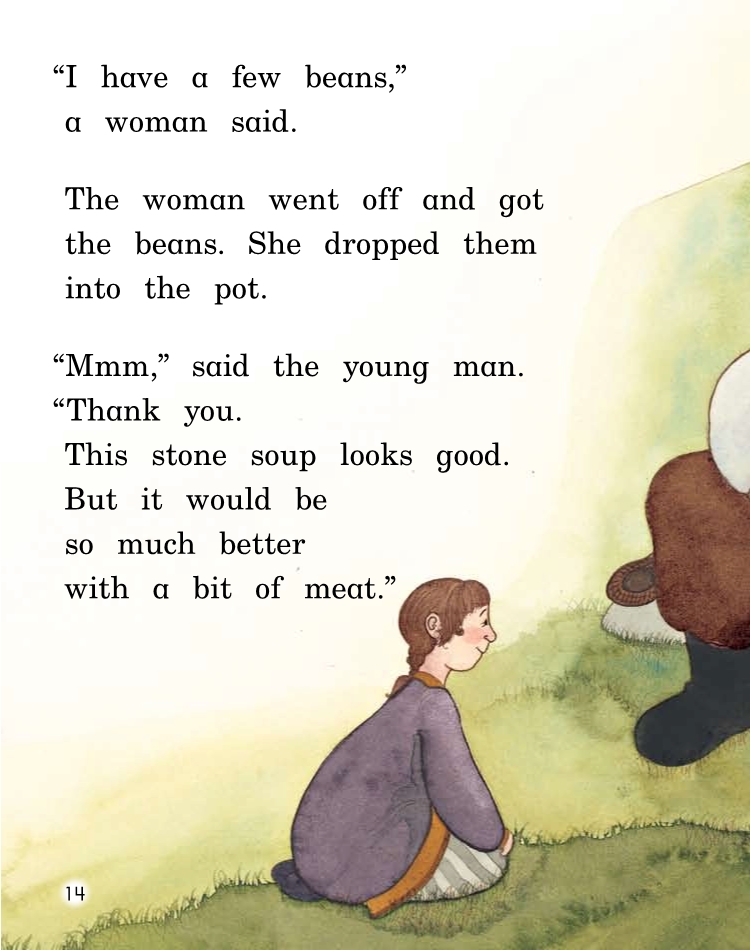 “I have a few beans,”
a woman said.
The woman went off and got
the beans. She dropped them
into the pot.
“Mmm,” said the young man.
“Thank you.
This stone soup looks good.
But it would be
so much better
with a bit of meat.”
14